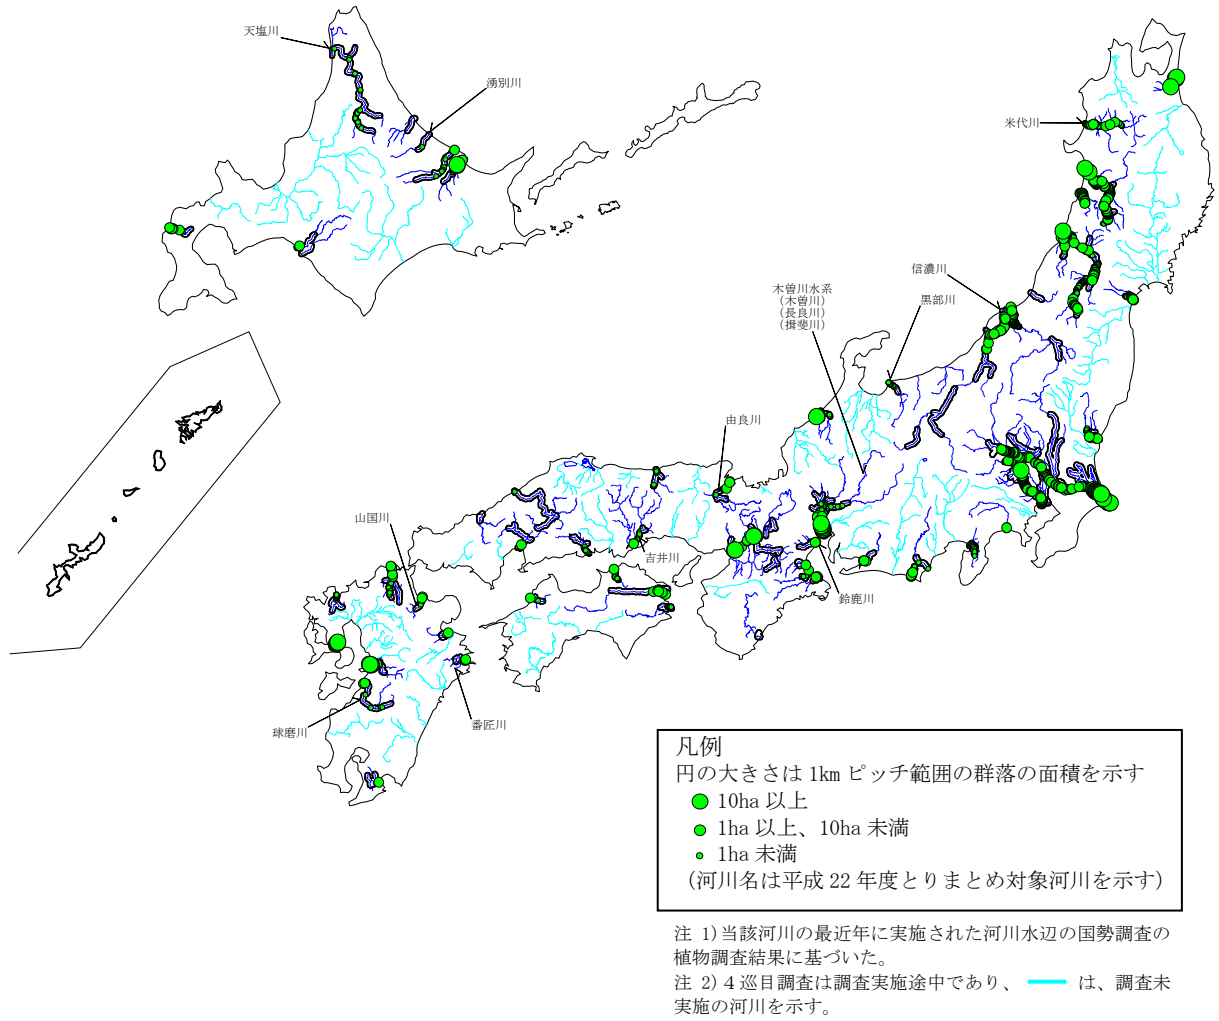 天塩川
湧別川
米代川
信濃川
木曽川水系
(木曽川)
(長良川)
(揖斐川)
黒部川
由良川
山国川
吉井川
鈴鹿川
球磨川
番匠川
凡例
円の大きさは 1km ピッチ範囲の群落の面積を示す
10ha 以上
1ha 以上、10ha 未満
1ha 未満
(河川名は平成 22 年度とりまとめ対象河川を示す)
注 1)当該河川の最近年に実施された河川水辺の国勢調査の
植物調査結果に基づいた。
注 2)４巡目調査は調査実施途中であり、 は、調査未
実施の河川を示す。